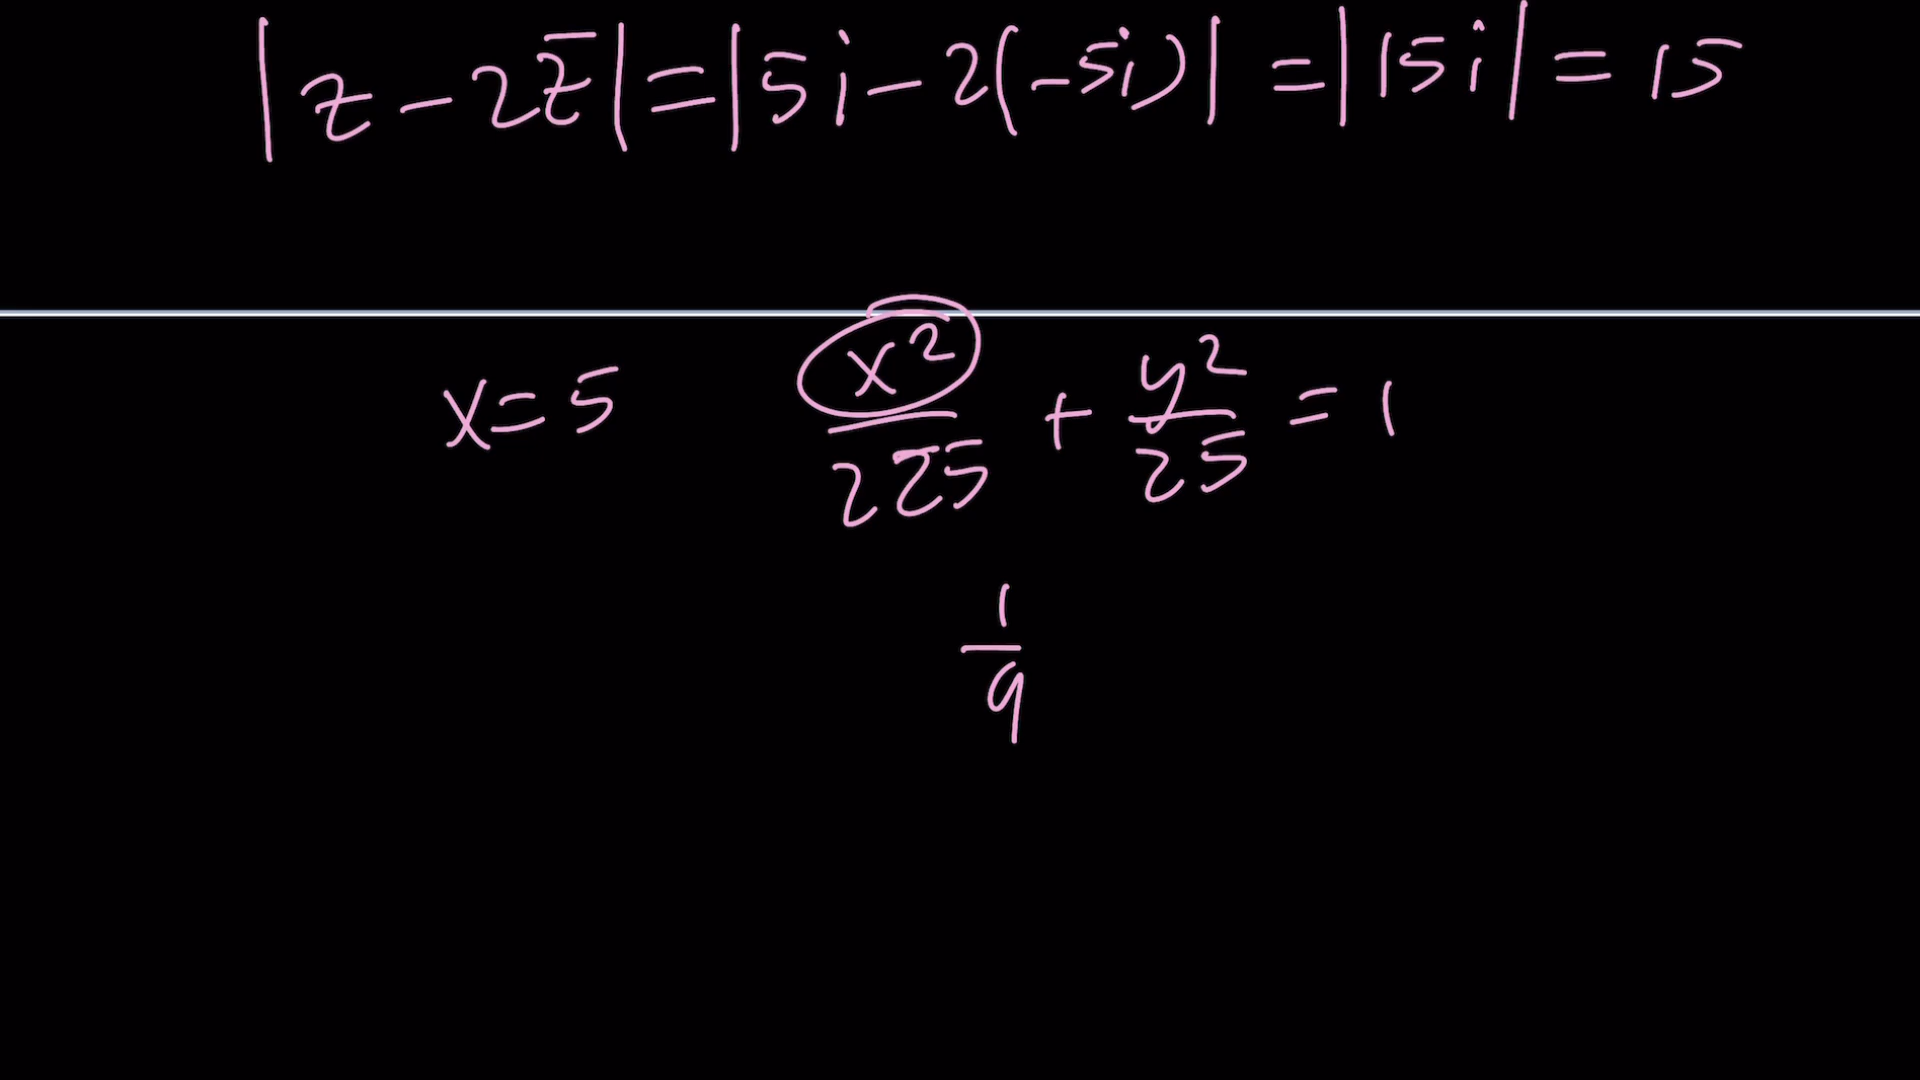 |z - 2z̅| = |5i - 2(-5i)| = |15i| = 15
x = 5 x²/225 + y²/25 = 1
1/9